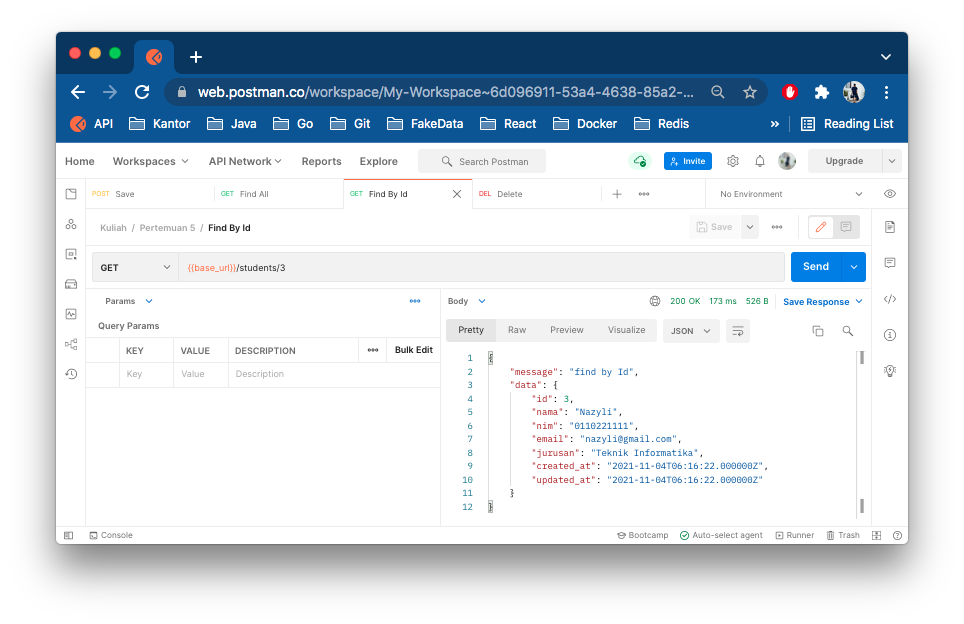 web.postman.co/workspace/My-Workspace~6d096911-53a4-4638-85a2-...
API Kantor Java Go Git FakeData React Docker Redis » Reading List
Home Workspaces API Network Reports Explore Search Postman Invite Upgrade
POST Save GET Find All GET Find By Id DEL Delete No Environment
Kuliah / Pertemuan 5 / Find By Id Save
GET {{base_url}}/students/3 Send
Params
Query Params
KEY VALUE DESCRIPTION Bulk Edit
Key Value Description
Body 200 OK 173 ms 526 B Save Response
Pretty Raw Preview Visualize JSON
1 {
2 "message": "find by Id",
3 "data": {
4 "id": 3,
5 "nama": "Nazyli",
6 "nim": "0110221111",
7 "email": "nazyli@gmail.com",
8 "jurusan": "Teknik Informatika",
9 "created_at": "2021-11-04T06:16:22.000000Z",
10 "updated_at": "2021-11-04T06:16:22.000000Z"
11 }
12 }
Console Bootcamp Auto-select agent Runner Trash